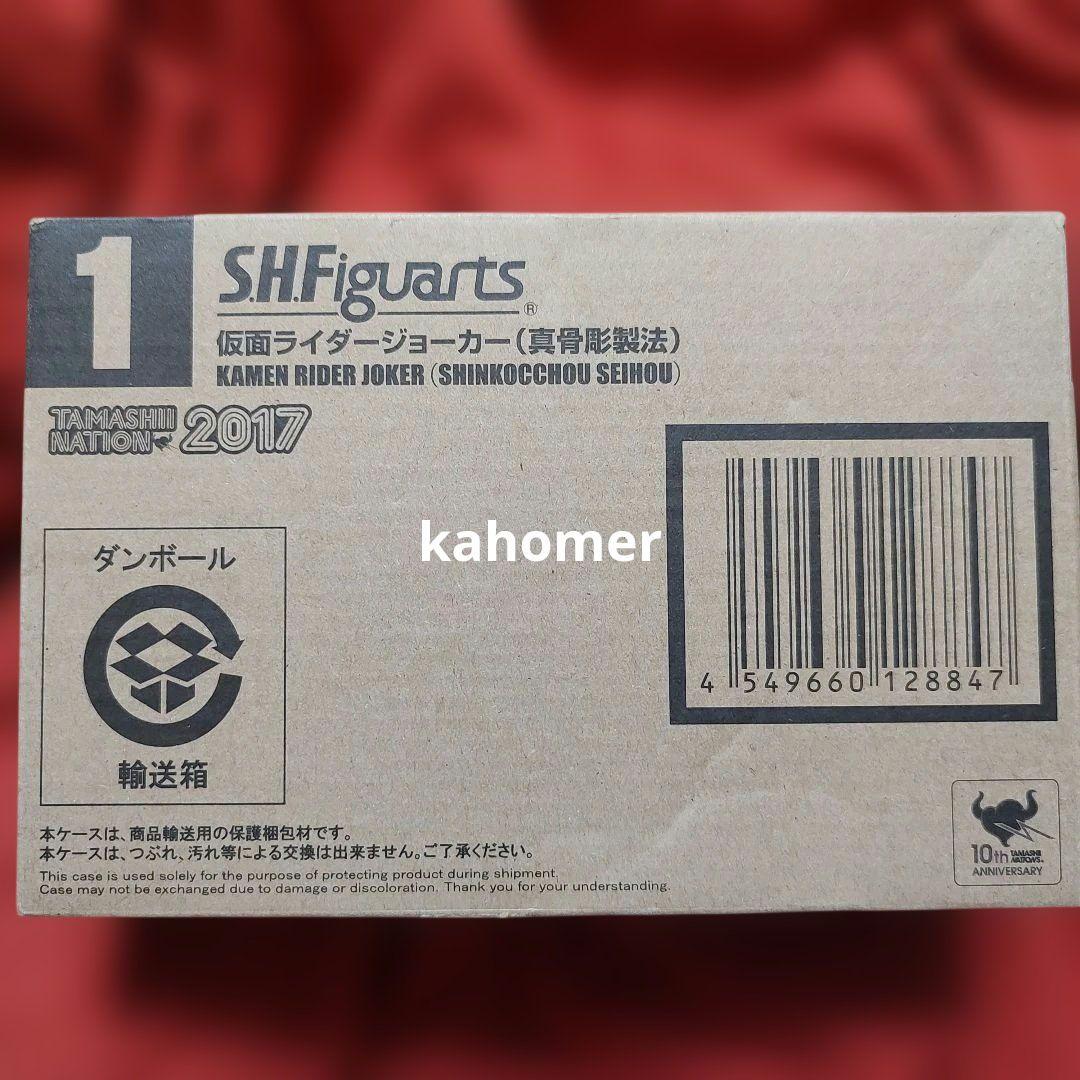 1
S.H.Figuarts
®
仮面ライダージョーカー(真骨彫製法)
KAMEN RIDER JOKER (SHINKOCCHOU SEIHOU)
TAMASHII
NATION 2017
kahomer
ダンボール
輸送箱
4 549660 128847
本ケースは、商品輸送用の保護梱包材です。
本ケースは、つぶれ、汚れ等による交換は出来ません。ご了承ください。
This case is used solely for the purpose of protecting product during shipment.
Case may not be exchanged due to damage or discoloration. Thank you for your understanding.
10th TAMASHII NATIONS
ANNIVERSARY